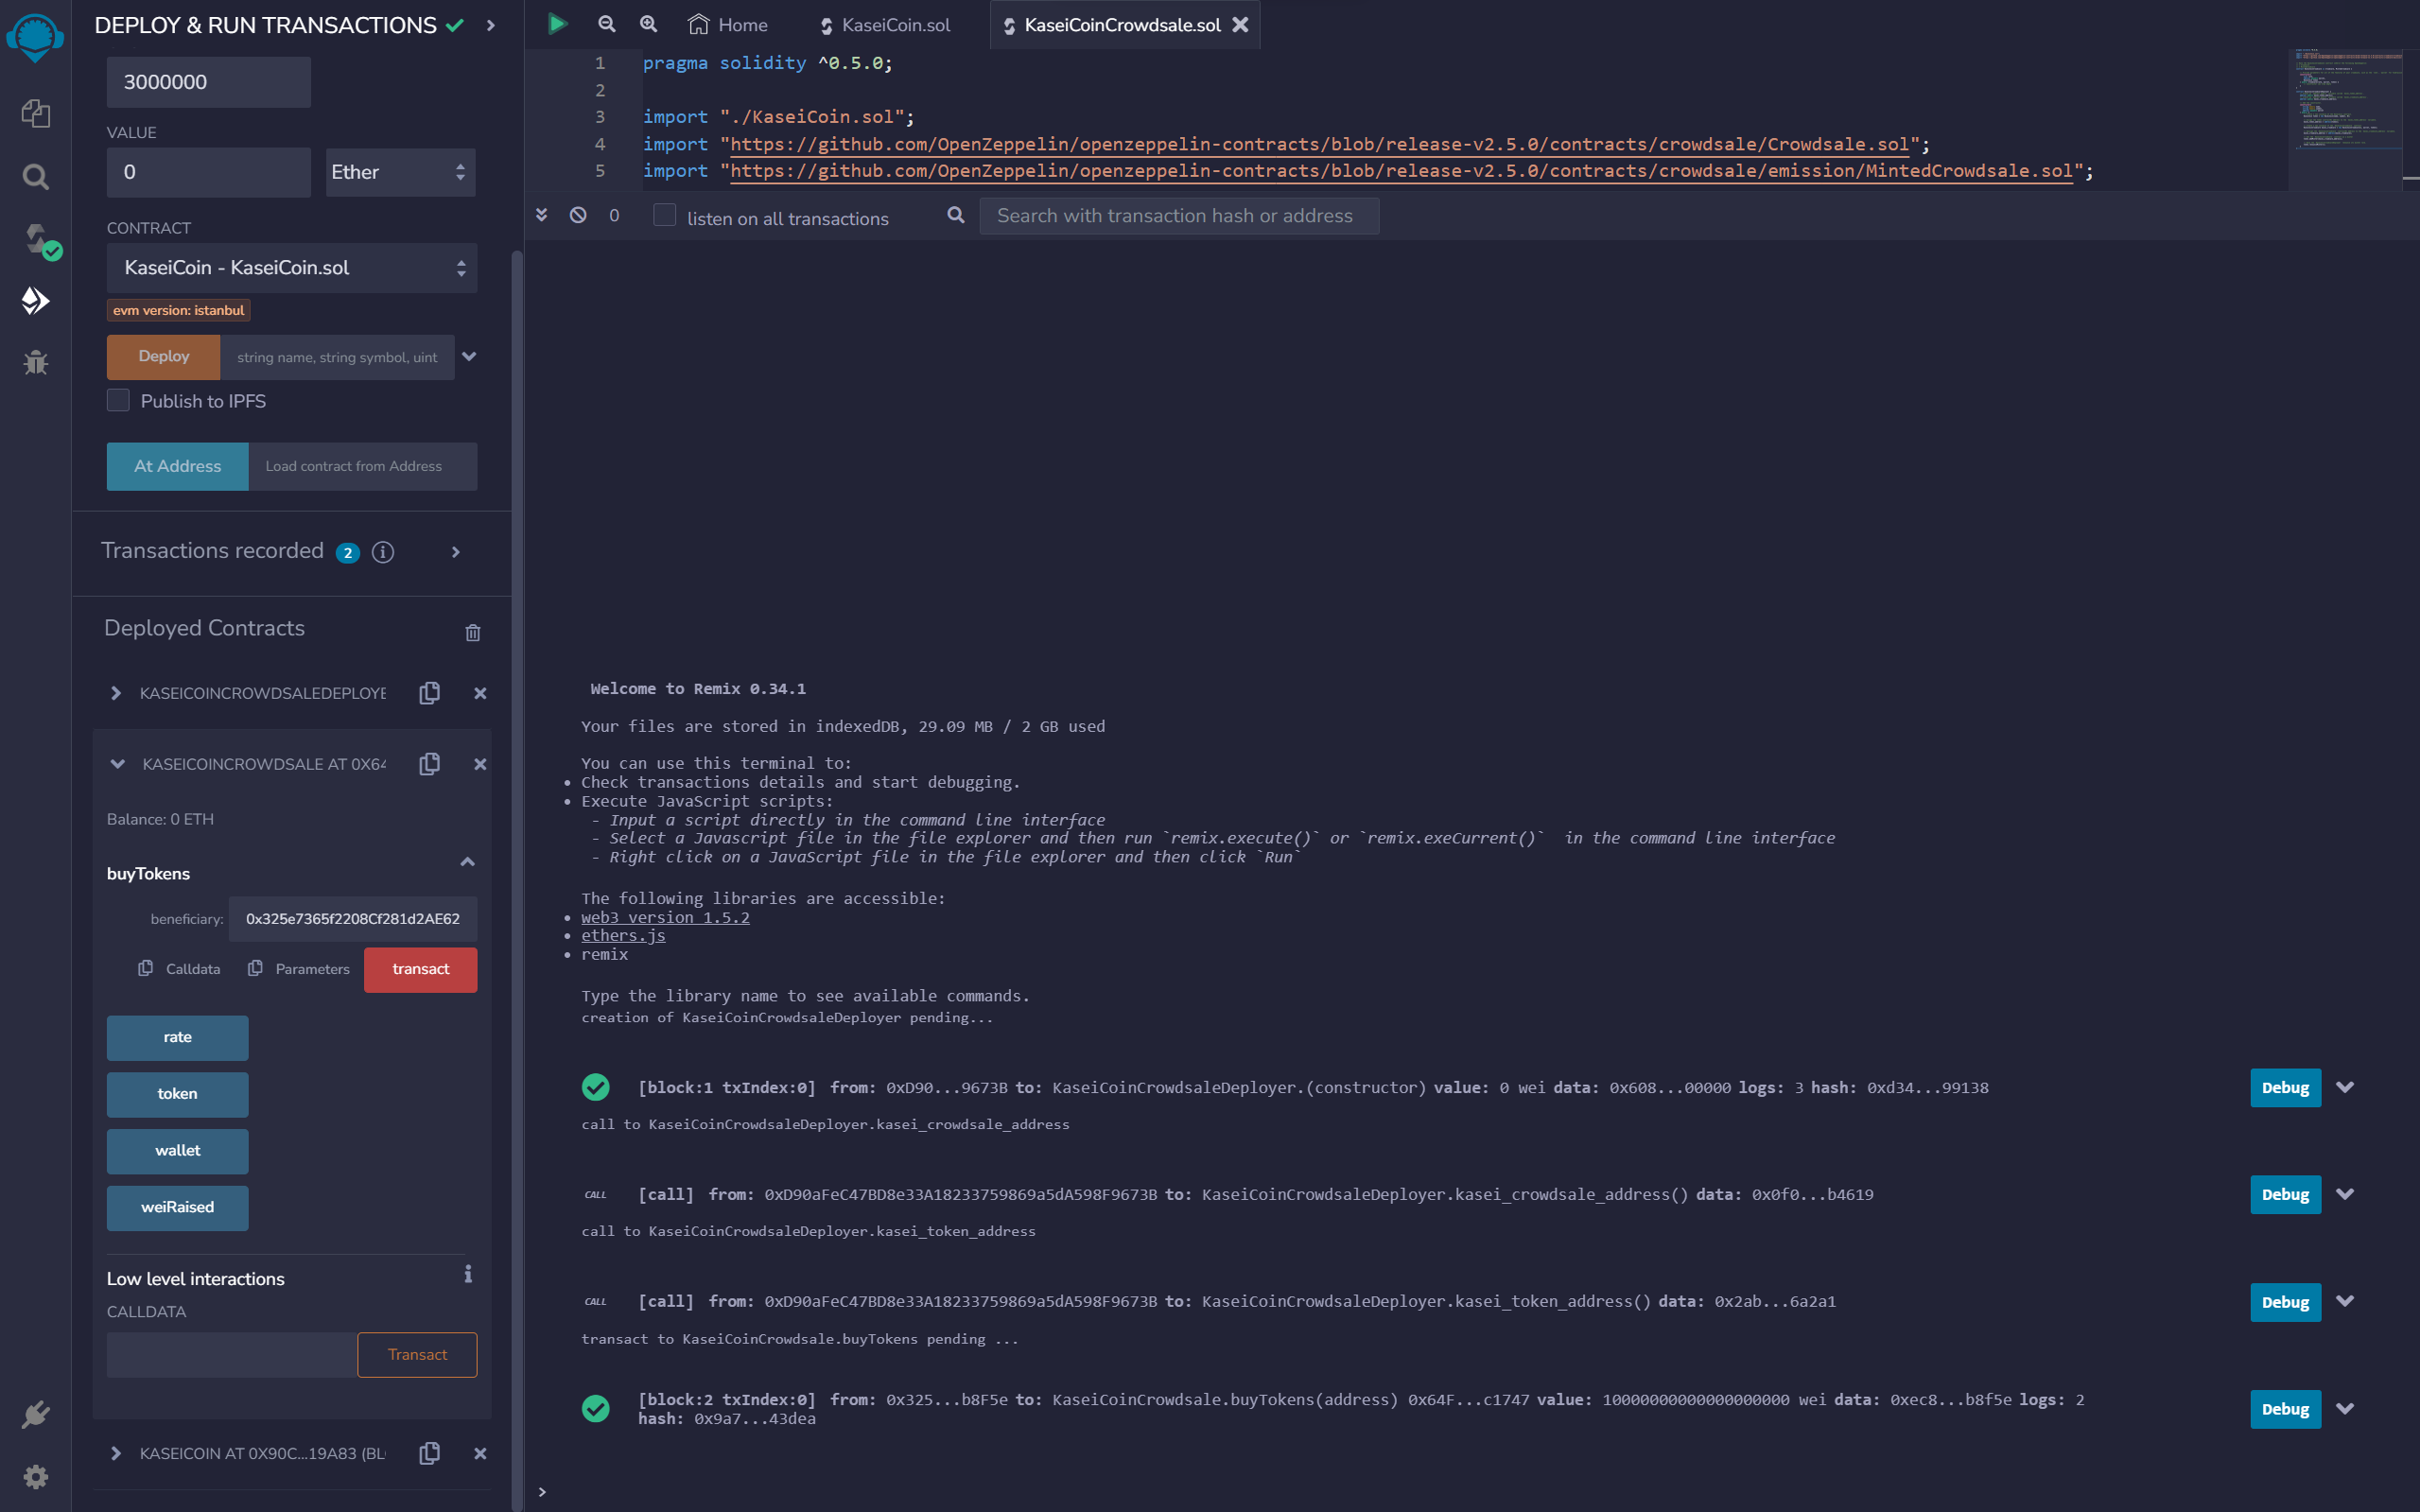 DEPLOY & RUN TRANSACTIONS
3000000
VALUE
0
Ether
CONTRACT
KaseiCoin - KaseiCoin.sol
evm version: istanbul
Deploy
string name, string symbol, uint
Publish to IPFS
At Address
Load contract from Address
Transactions recorded 2 i
Deployed Contracts
KASEICOINCROWDSALEDEPLOYE
KASEICOINCROWDSALE AT 0X64
Balance: 0 ETH
buyTokens
beneficiary: 0x325e7365f2208Cf281d2AE62
Calldata Parameters transact
rate
token
wallet
weiRaised
Low level interactions i
CALLDATA
Transact
KASEICOIN AT 0X90C...19A83 (BL
Home KaseiCoin.sol KaseiCoinCrowdsale.sol
1 pragma solidity ^0.5.0;
2
3 import "./KaseiCoin.sol";
4 import "https://github.com/OpenZeppelin/openzeppelin-contracts/blob/release-v2.5.0/contracts/crowdsale/Crowdsale.sol";
5 import "https://github.com/OpenZeppelin/openzeppelin-contracts/blob/release-v2.5.0/contracts/crowdsale/emission/MintedCrowdsale.sol";
0 listen on all transactions Search with transaction hash or address
Welcome to Remix 0.34.1
Your files are stored in indexedDB, 29.09 MB / 2 GB used
You can use this terminal to:
• Check transactions details and start debugging.
• Execute JavaScript scripts:
- Input a script directly in the command line interface
- Select a Javascript file in the file explorer and then run `remix.execute()` or `remix.exeCurrent()` in the command line interface
- Right click on a JavaScript file in the file explorer and then click `Run`
The following libraries are accessible:
• web3 version 1.5.2
• ethers.js
• remix
Type the library name to see available commands.
creation of KaseiCoinCrowdsaleDeployer pending...
[block:1 txIndex:0] from: 0xD90...9673B to: KaseiCoinCrowdsaleDeployer.(constructor) value: 0 wei data: 0x608...00000 logs: 3 hash: 0xd34...99138 Debug
call to KaseiCoinCrowdsaleDeployer.kasei_crowdsale_address
CALL [call] from: 0xD90aFeC47BD8e33A18233759869a5dA598F9673B to: KaseiCoinCrowdsaleDeployer.kasei_crowdsale_address() data: 0x0f0...b4619 Debug
call to KaseiCoinCrowdsaleDeployer.kasei_token_address
CALL [call] from: 0xD90aFeC47BD8e33A18233759869a5dA598F9673B to: KaseiCoinCrowdsaleDeployer.kasei_token_address() data: 0x2ab...6a2a1 Debug
transact to KaseiCoinCrowdsale.buyTokens pending ...
[block:2 txIndex:0] from: 0x325...b8F5e to: KaseiCoinCrowdsale.buyTokens(address) 0x64F...c1747 value: 10000000000000000000 wei data: 0xec8...b8f5e logs: 2 Debug
hash: 0x9a7...43dea
>